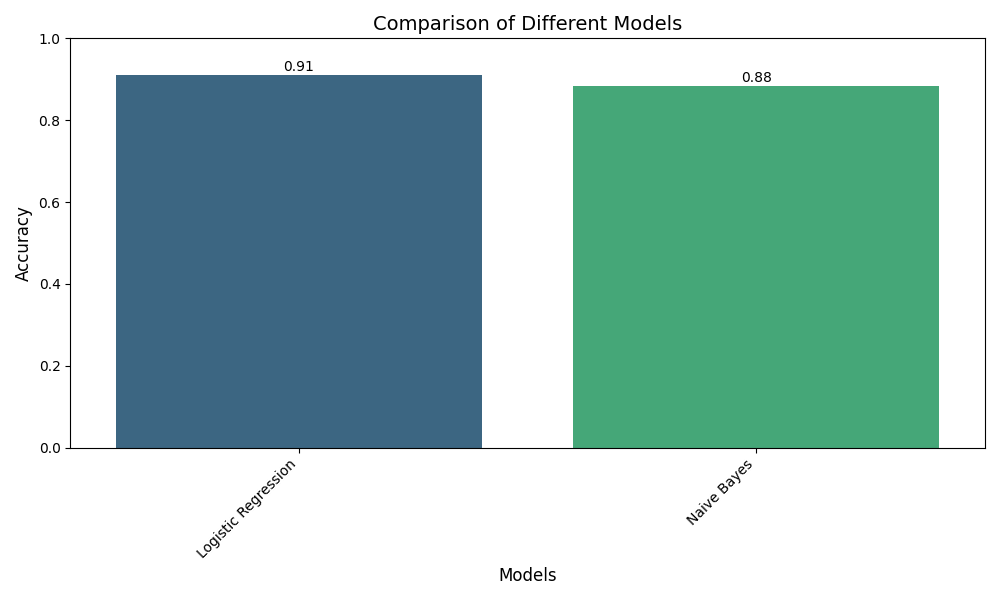 Comparison of Different Models
1.0
0.8
0.6
0.4
0.2
0.0
Accuracy
0.91
0.88
Logistic Regression
Naive Bayes
Models